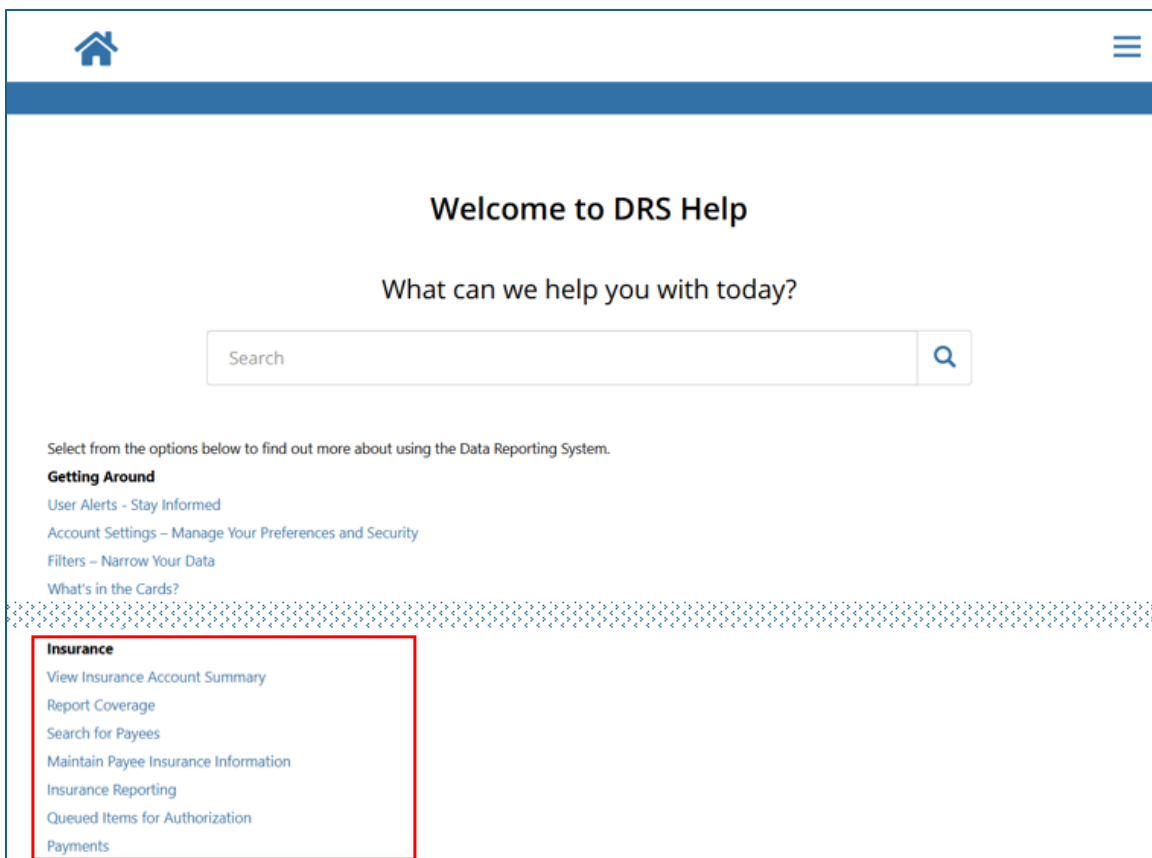 Welcome to DRS Help
What can we help you with today?
Search
Select from the options below to find out more about using the Data Reporting System.
Getting Around
User Alerts - Stay Informed
Account Settings – Manage Your Preferences and Security
Filters – Narrow Your Data
What's in the Cards?
Insurance
View Insurance Account Summary
Report Coverage
Search for Payees
Maintain Payee Insurance Information
Insurance Reporting
Queued Items for Authorization
Payments